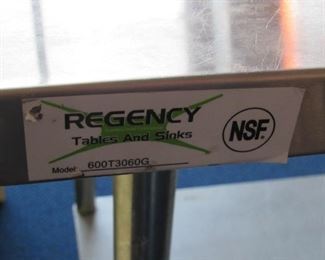 REGENCY
Tables And Sinks
NSF
Model: 600T3060G